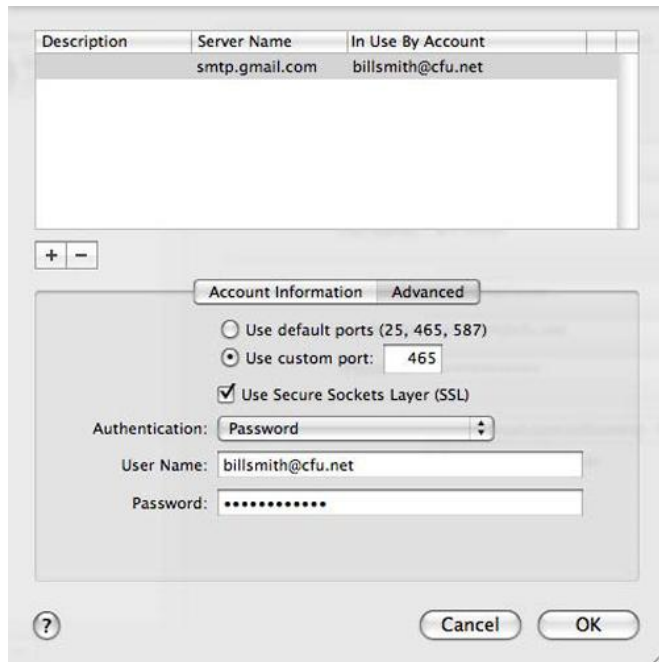 Description Server Name In Use By Account
smtp.gmail.com billsmith@cfu.net
+ −
Account Information Advanced
Use default ports (25, 465, 587)
Use custom port: 465
Use Secure Sockets Layer (SSL)
Authentication: Password
User Name: billsmith@cfu.net
Password: ••••••••••••
? Cancel OK